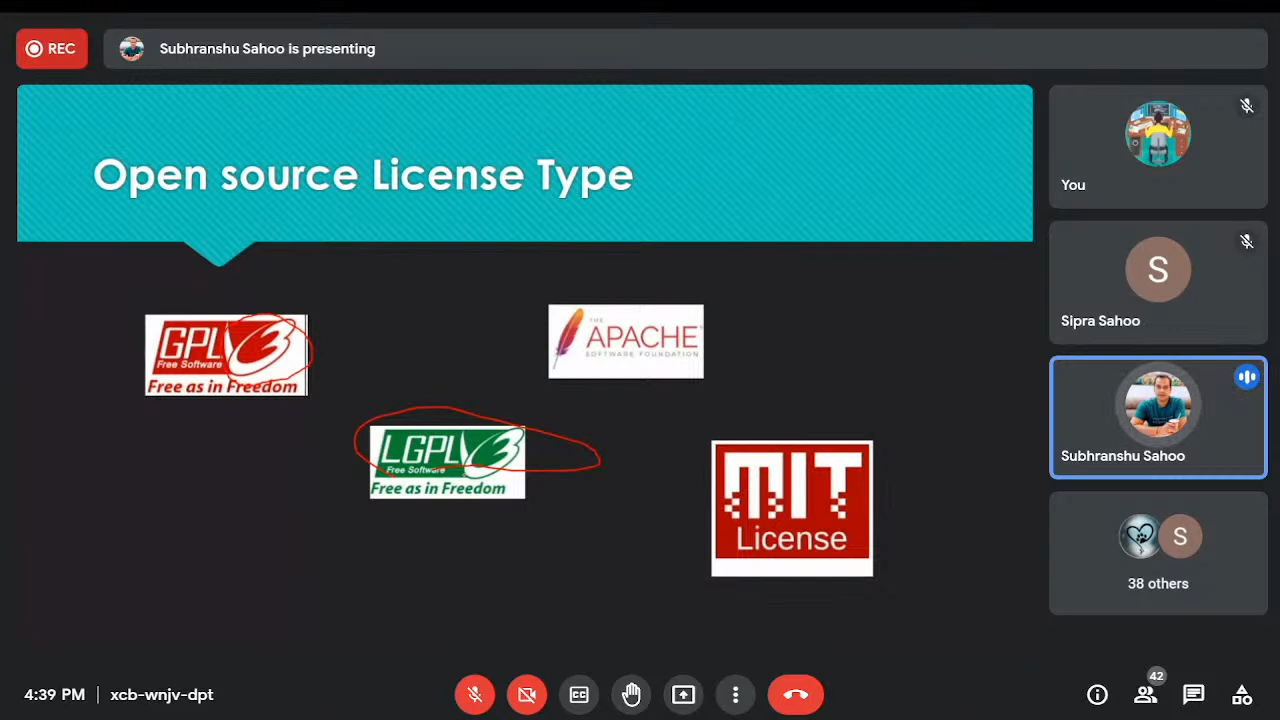 REC
Subhranshu Sahoo is presenting
Open source License Type
You
S
Sipra Sahoo
GPLv3
Free Software
Free as in Freedom
THE
APACHE
SOFTWARE FOUNDATION
LGPLv3
Free Software
Free as in Freedom
MIT
License
Subhranshu Sahoo
S
38 others
4:39 PM | xcb-wnjv-dpt
CC
42